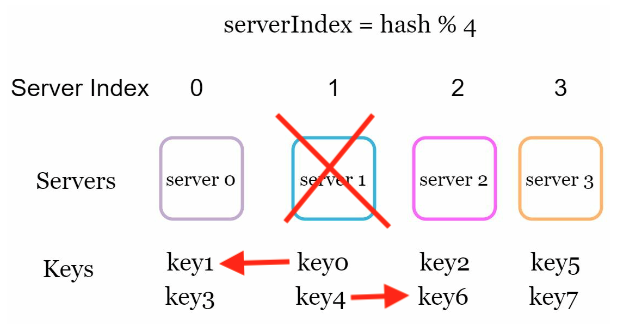 serverIndex = hash % 4
Server Index 0 1 2 3
Servers server 0 server 1 server 2 server 3
Keys key1 key0 key2 key5
key3 key4 key6 key7